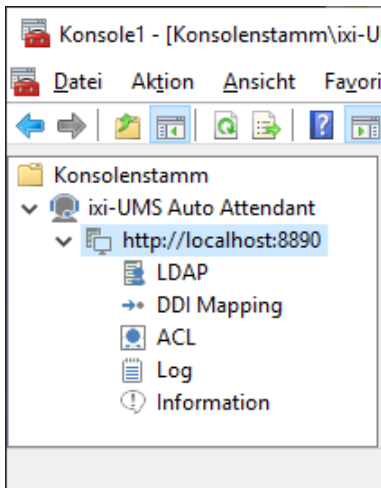 Konsole1 - [Konsolenstamm\ixi-U
Datei Aktion Ansicht Favori
Konsolenstamm
ixi-UMS Auto Attendant
http://localhost:8890
LDAP
DDI Mapping
ACL
Log
Information